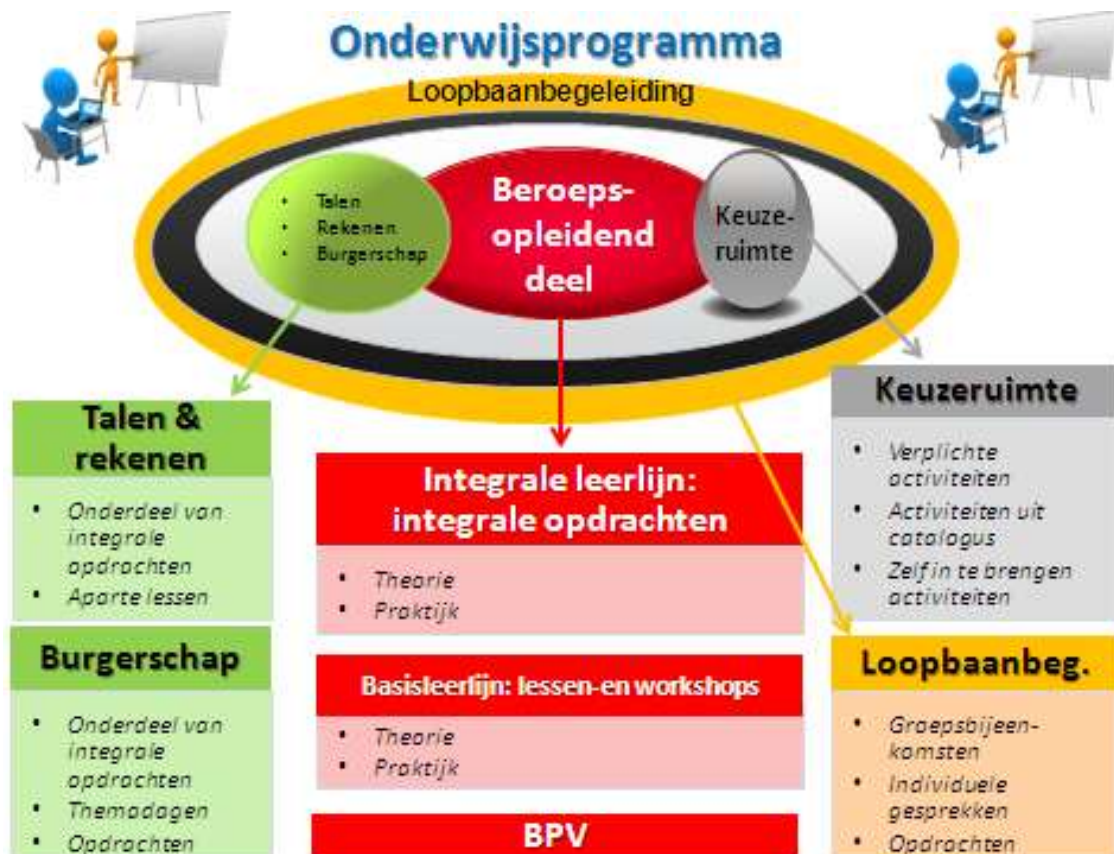 Onderwijsprogramma
Loopbaanbegeleiding
• Talen
• Rekenen
• Burgerschap
Beroeps-
opleidend
deel
Keuze-
ruimte
Talen &
rekenen
• Onderdeel van
integrale
opdrachten
• Aparte lessen
Burgerschap
• Onderdeel van
integrale
opdrachten
• Themadagen
• Opdrachten
Integrale leerlijn:
integrale opdrachten
• Theorie
• Praktijk
Basisleerlijn: lessen-en workshops
• Theorie
• Praktijk
BPV
Keuzeruimte
• Verplichte
activiteiten
• Activiteiten uit
catalogus
• Zelf in te brengen
activiteiten
Loopbaanbeg.
• Groepsbijeen-
komsten
• Individuele
gesprekken
• Opdrachten